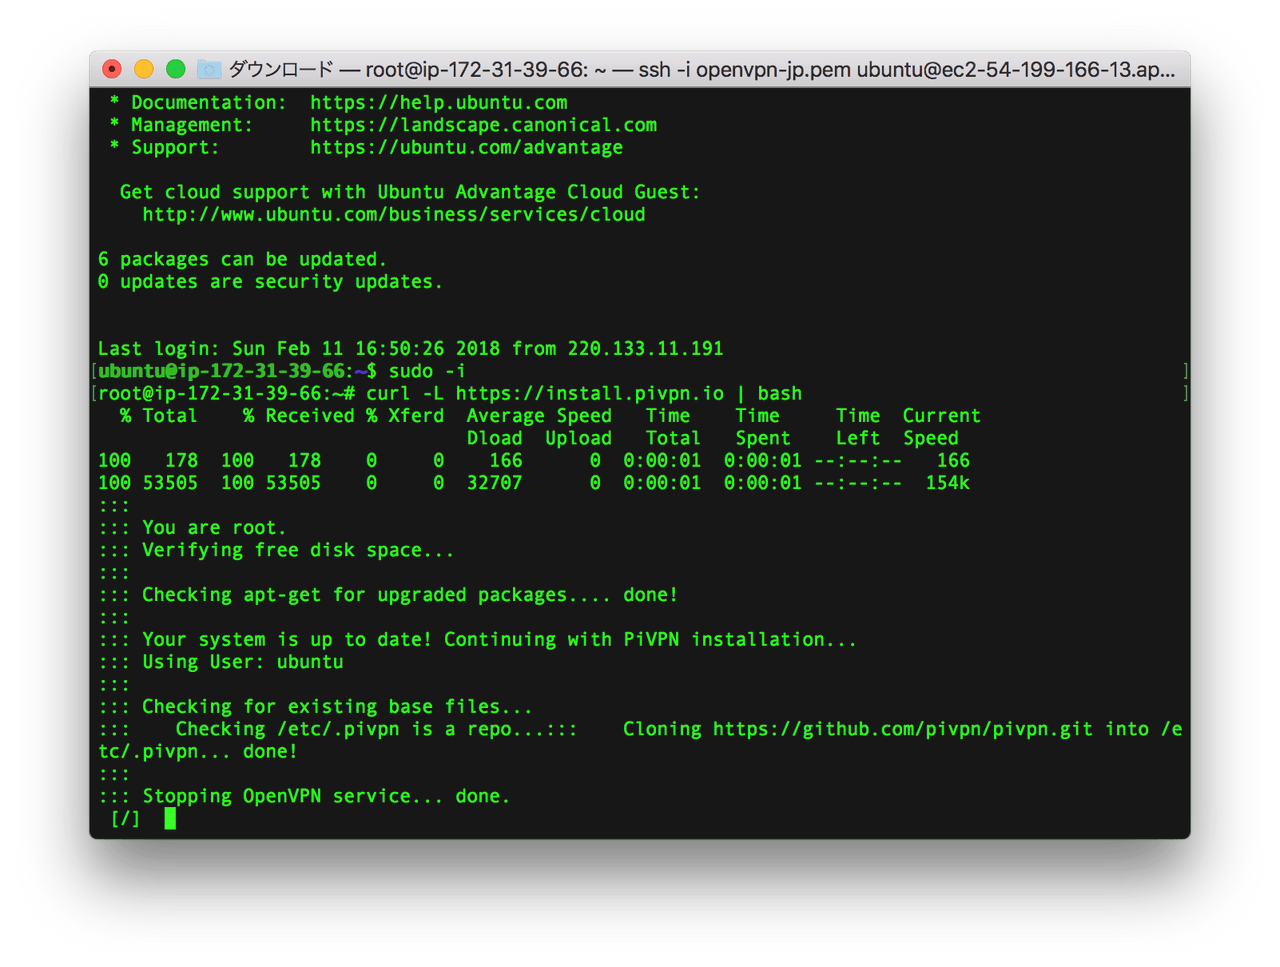 ダウンロード — root@ip-172-31-39-66: ~ — ssh -i openvpn-jp.pem ubuntu@ec2-54-199-166-13.ap...
* Documentation:  https://help.ubuntu.com
* Management:     https://landscape.canonical.com
* Support:        https://ubuntu.com/advantage
Get cloud support with Ubuntu Advantage Cloud Guest:
http://www.ubuntu.com/business/services/cloud
6 packages can be updated.
0 updates are security updates.
Last login: Sun Feb 11 16:50:26 2018 from 220.133.11.191
[ubuntu@ip-172-31-39-66:~$ sudo -i ]
[root@ip-172-31-39-66:~# curl -L https://install.pivpn.io | bash ]
% Total    % Received % Xferd  Average Speed   Time    Time     Time  Current
Dload  Upload   Total   Spent    Left  Speed
100   178  100   178    0     0    166      0  0:00:01  0:00:01 --:--:--   166
100 53505  100 53505    0     0  32707      0  0:00:01  0:00:01 --:--:--  154k
:::
::: You are root.
::: Verifying free disk space...
:::
::: Checking apt-get for upgraded packages.... done!
:::
::: Your system is up to date! Continuing with PiVPN installation...
::: Using User: ubuntu
:::
::: Checking for existing base files...
:::    Checking /etc/.pivpn is a repo...:::    Cloning https://github.com/pivpn/pivpn.git into /e
tc/.pivpn... done!
:::
::: Stopping OpenVPN service... done.
[/]